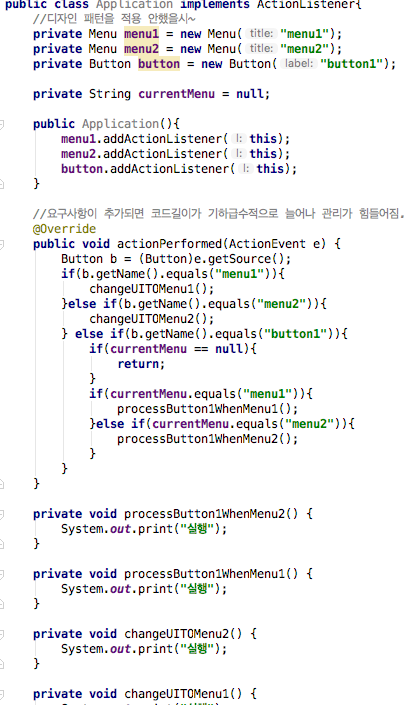 public class Application implements ActionListener{
//디자인 패턴을 적용 안했을시~
private Menu menu1 = new Menu( title: "menu1");
private Menu menu2 = new Menu( title: "menu2");
private Button button = new Button( label: "button1");
private String currentMenu = null;
public Application(){
menu1.addActionListener( l: this);
menu2.addActionListener( l: this);
button.addActionListener( l: this);
}
//요구사항이 추가되면 코드길이가 기하급수적으로 늘어나 관리가 힘들어짐.
@Override
public void actionPerformed(ActionEvent e) {
Button b = (Button)e.getSource();
if(b.getName().equals("menu1")){
changeUITOMenu1();
}else if(b.getName().equals("menu2")){
changeUITOMenu2();
} else if(b.getName().equals("button1")){
if(currentMenu == null){
return;
}
if(currentMenu.equals("menu1")){
processButton1WhenMenu1();
}else if(currentMenu.equals("menu2")){
processButton1WhenMenu2();
}
}
}
private void processButton1WhenMenu2() {
System.out.print("실행");
}
private void processButton1WhenMenu1() {
System.out.print("실행");
}
private void changeUITOMenu2() {
System.out.print("실행");
}
private void changeUITOMenu1() {